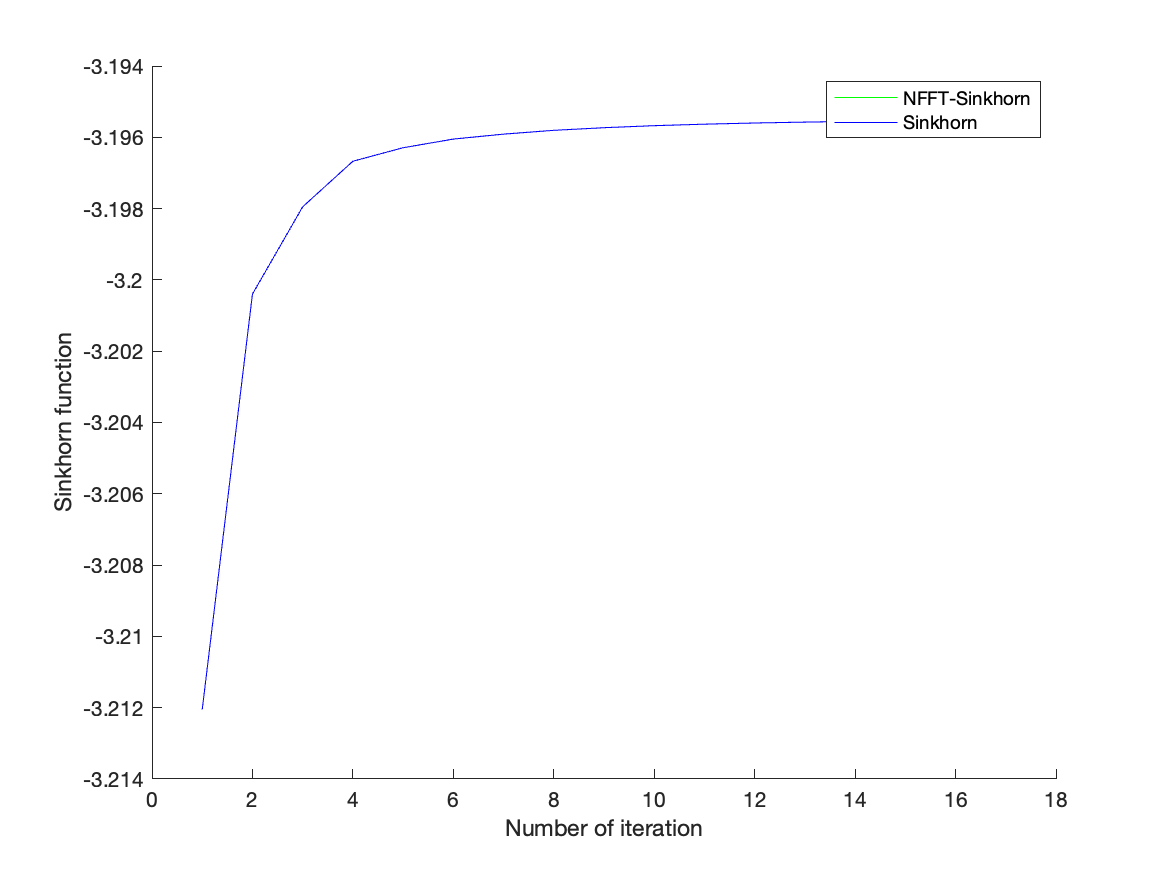 -3.194
-3.196
-3.198
-3.2
-3.202
-3.204
-3.206
-3.208
-3.21
-3.212
-3.214
Sinkhorn function
NFFT-Sinkhorn
Sinkhorn
0 2 4 6 8 10 12 14 16 18
Number of iteration